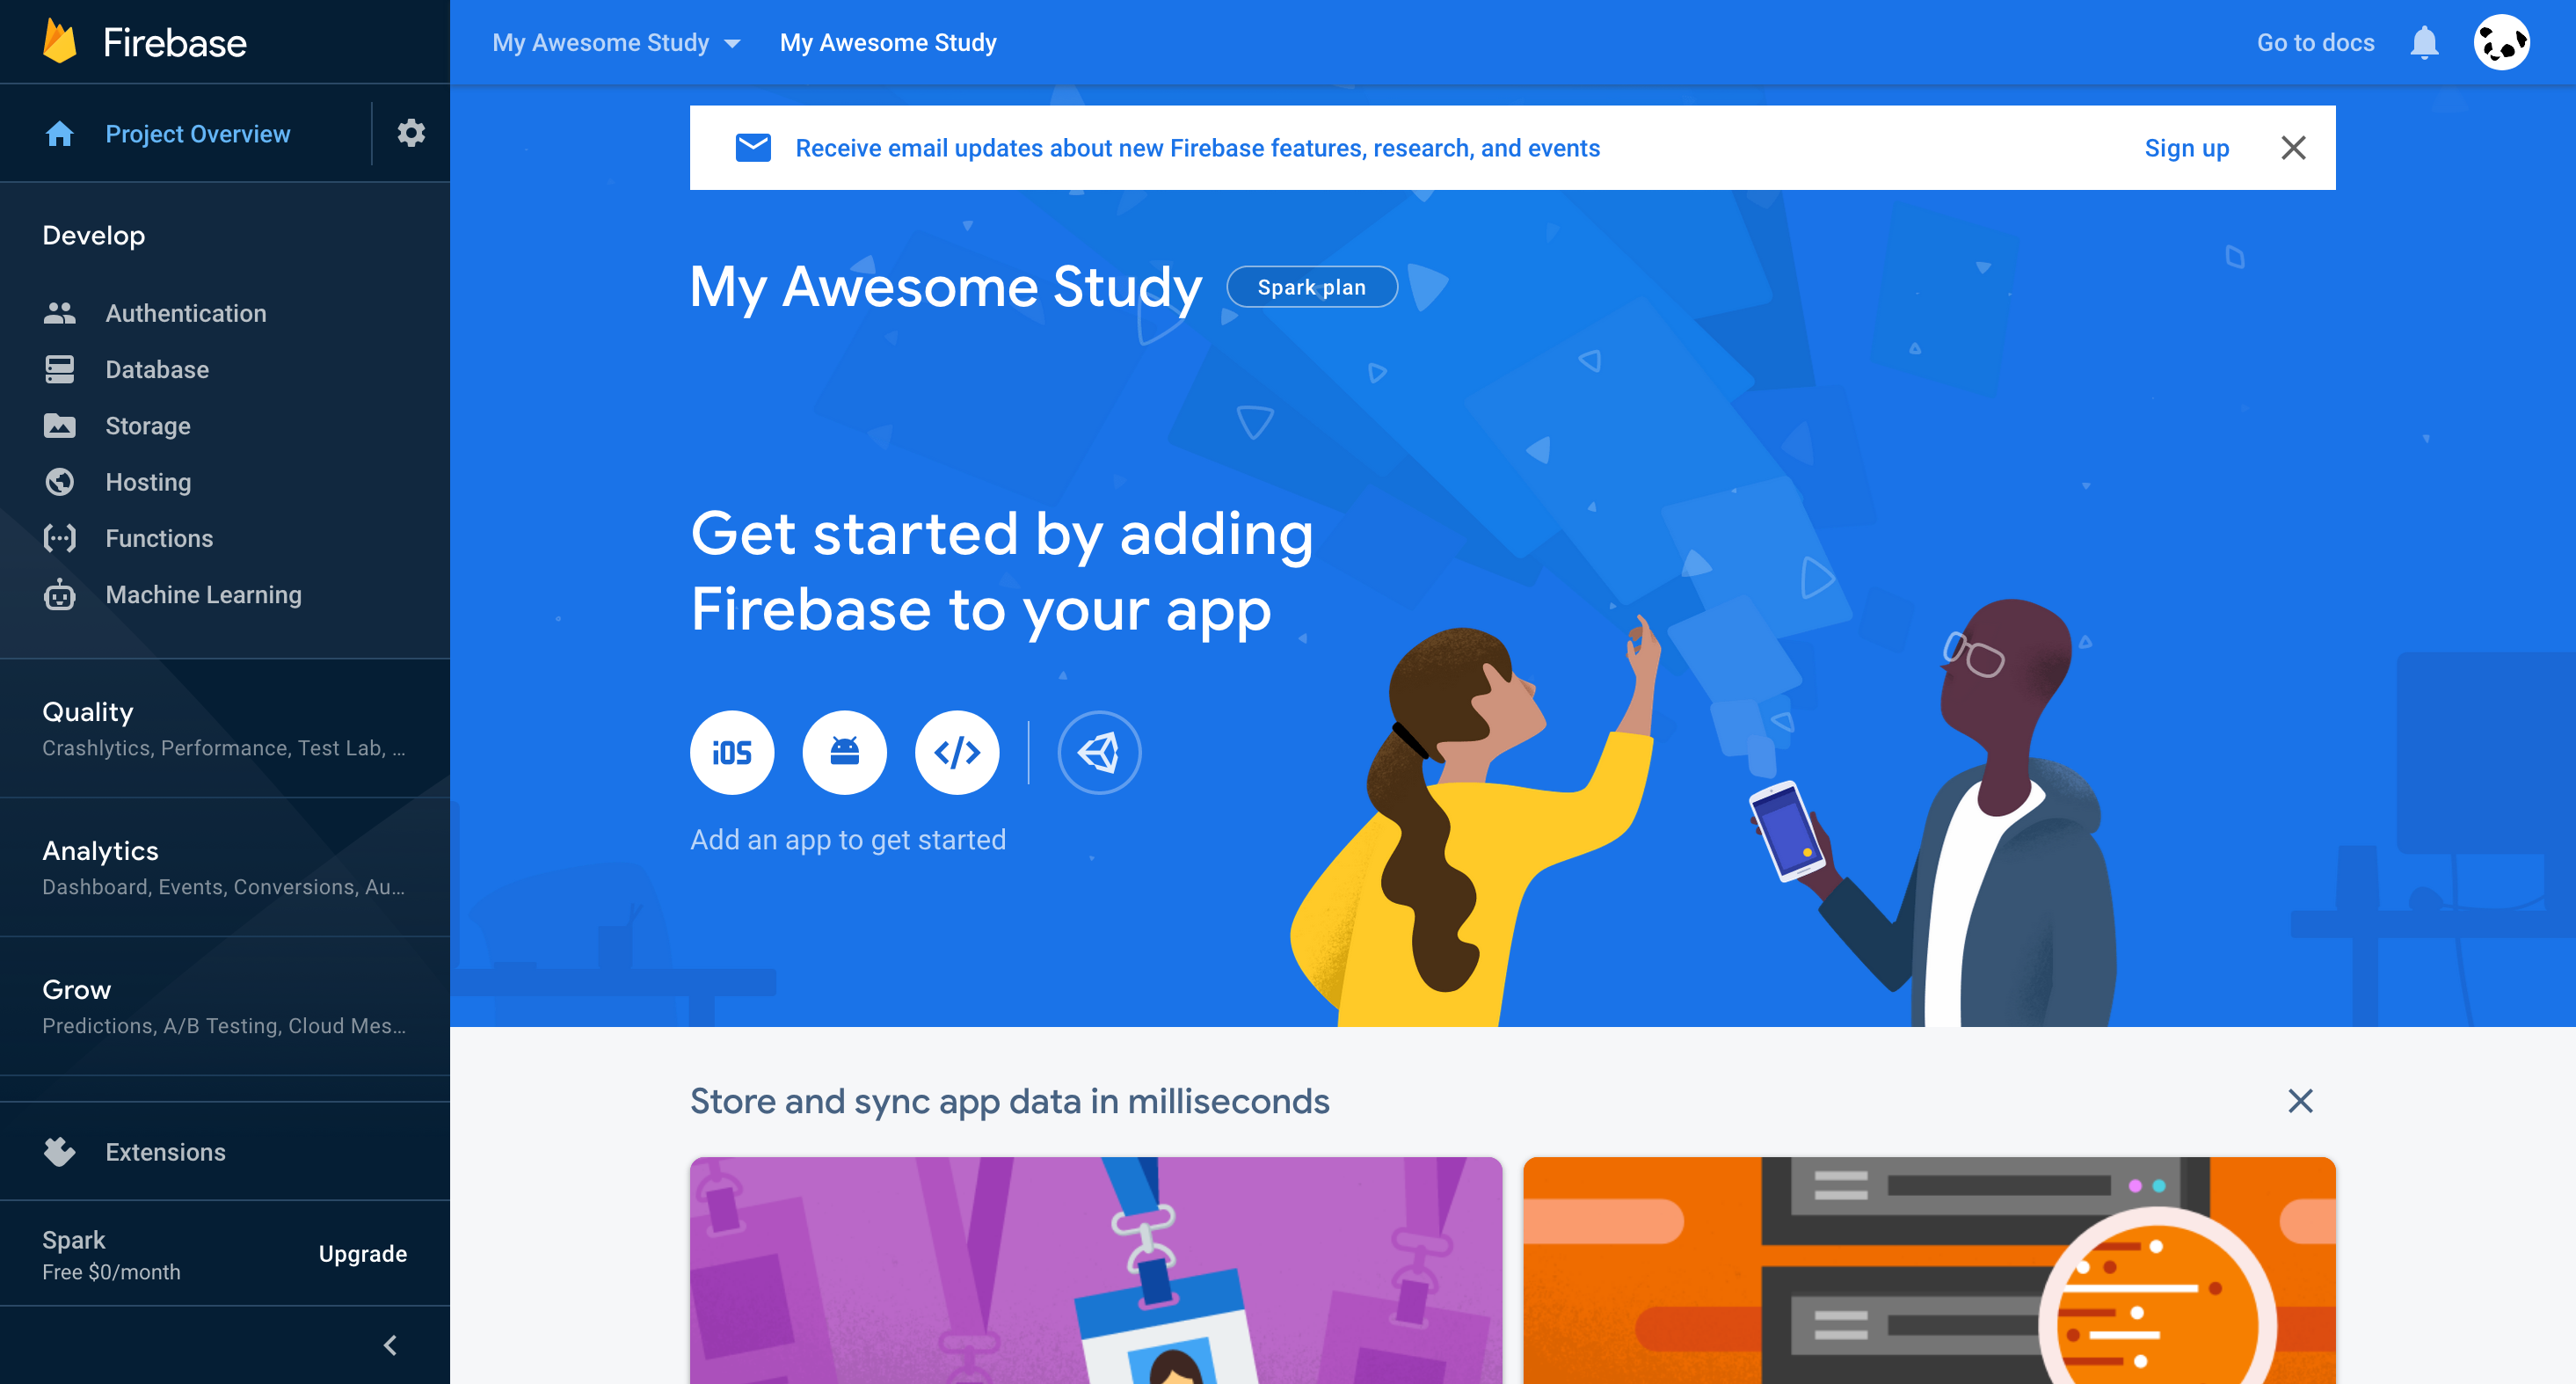 Firebase
My Awesome Study
My Awesome Study
Go to docs
Project Overview
Receive email updates about new Firebase features, research, and events
Sign up
Develop
Authentication
Database
Storage
Hosting
Functions
Machine Learning
Quality
Crashlytics, Performance, Test Lab, ...
Analytics
Dashboard, Events, Conversions, Au...
Grow
Predictions, A/B Testing, Cloud Mes...
Extensions
Spark
Free $0/month
Upgrade
My Awesome Study
Spark plan
Get started by adding
Firebase to your app
iOS
</>
Add an app to get started
Store and sync app data in milliseconds